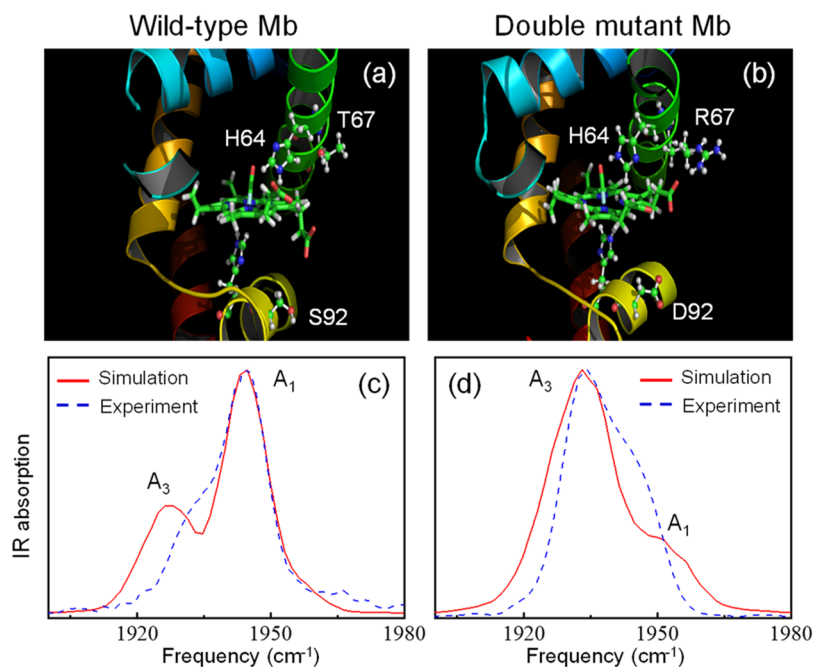 Wild-type Mb
Double mutant Mb
(a)
H64
T67
S92
(b)
H64
R67
D92
IR absorption
Simulation
Experiment
(c)
A3
A1
1920
1950
1980
Frequency (cm-1)
(d)
Simulation
Experiment
A3
A1
1920
1950
1980
Frequency (cm-1)